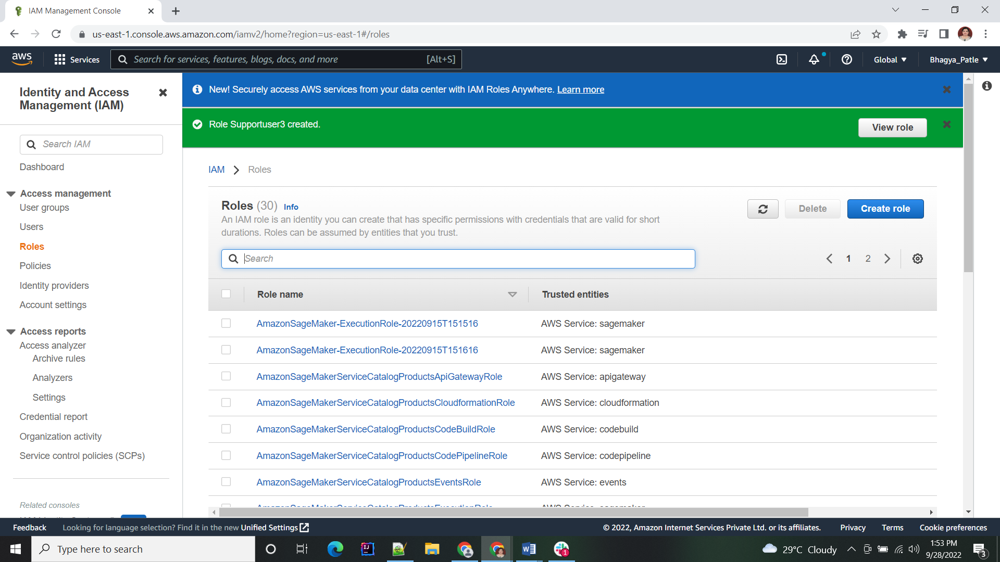 IAM Management Console
us-east-1.console.aws.amazon.com/iamv2/home?region=us-east-1#/roles
aws
Services
Search for services, features, blogs, docs, and more
[Alt+S]
Global
Bhagya_Patle
Identity and Access
Management (IAM)
Search IAM
Dashboard
Access management
User groups
Users
Roles
Policies
Identity providers
Account settings
Access reports
Access analyzer
Archive rules
Analyzers
Settings
Credential report
Organization activity
Service control policies (SCPs)
Related consoles
New! Securely access AWS services from your data center with IAM Roles Anywhere. Learn more
Role Supportuser3 created.
View role
IAM > Roles
Roles (30) Info
An IAM role is an identity you can create that has specific permissions with credentials that are valid for short
durations. Roles can be assumed by entities that you trust.
Delete
Create role
Search
1 2
Role name Trusted entities
AmazonSageMaker-ExecutionRole-20220915T151516 AWS Service: sagemaker
AmazonSageMaker-ExecutionRole-20220915T151616 AWS Service: sagemaker
AmazonSageMakerServiceCatalogProductsApiGatewayRole AWS Service: apigateway
AmazonSageMakerServiceCatalogProductsCloudformationRole AWS Service: cloudformation
AmazonSageMakerServiceCatalogProductsCodeBuildRole AWS Service: codebuild
AmazonSageMakerServiceCatalogProductsCodePipelineRole AWS Service: codepipeline
AmazonSageMakerServiceCatalogProductsEventsRole AWS Service: events
Feedback
Looking for language selection? Find it in the new Unified Settings
© 2022, Amazon Internet Services Private Ltd. or its affiliates.
Privacy
Terms
Cookie preferences
Type here to search
29°C Cloudy
1:53 PM
9/28/2022
3
1